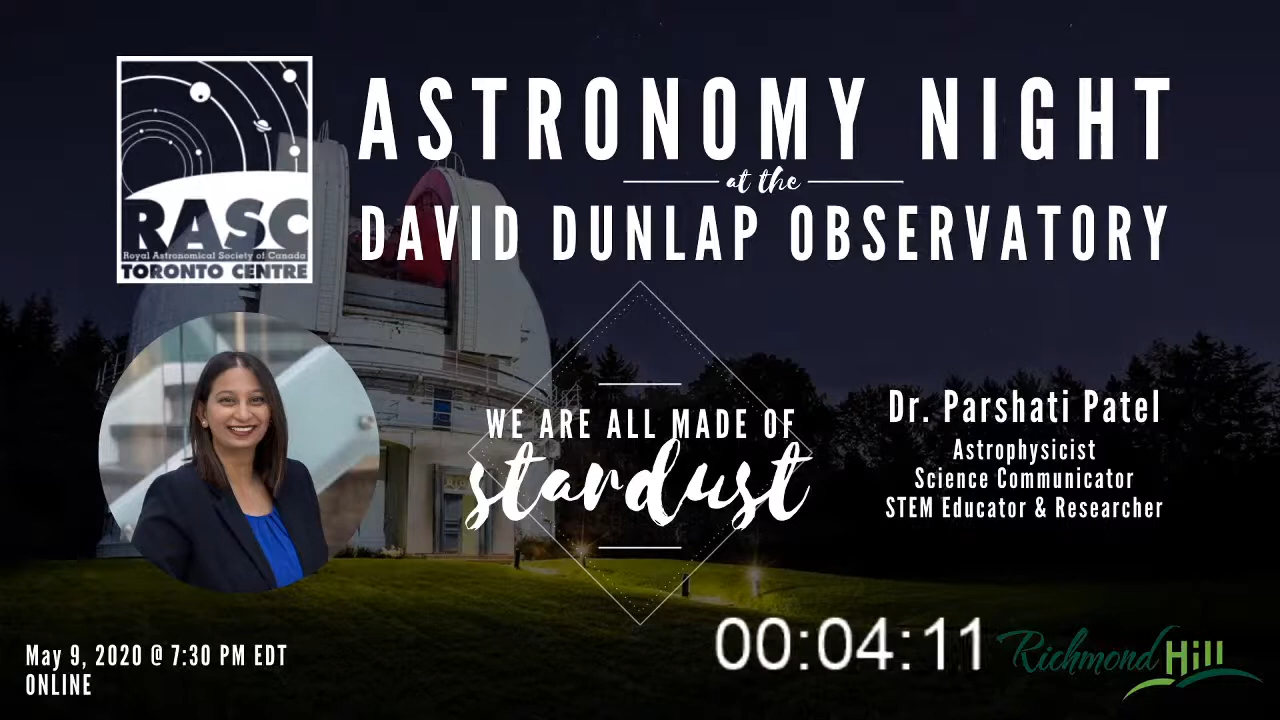 ASTRONOMY NIGHT
at the
DAVID DUNLAP OBSERVATORY
RASC
Royal Astronomical Society of Canada
TORONTO CENTRE
WE ARE ALL MADE OF
stardust
Dr. Parshati Patel
Astrophysicist
Science Communicator
STEM Educator & Researcher
May 9, 2020 @ 7:30 PM EDT
ONLINE
00:04:11
Richmond Hill